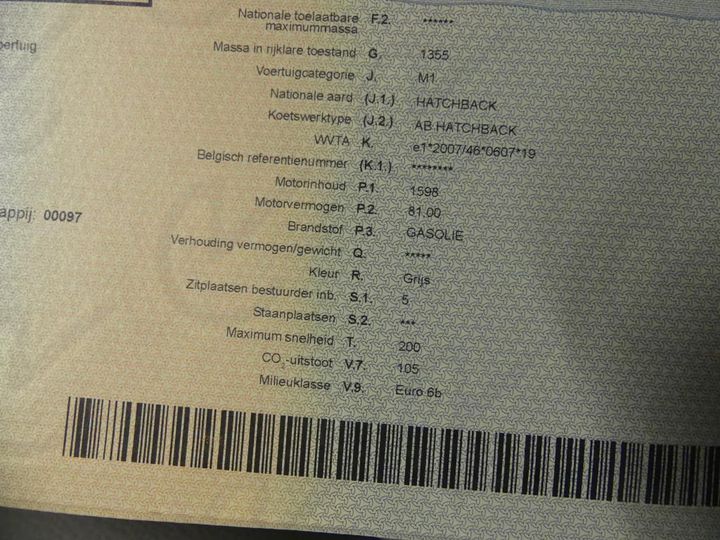 Nationale toelaatbare F.2. ******
maximummassa
Massa in rijklare toestand G. 1355
Voertuigcategorie J. M1
Nationale aard (J.1.) HATCHBACK
Koetswerktype (J.2.) AB HATCHBACK
WVTA K. e1*2007/46*0607*19
Belgisch referentienummer (K.1.) ********
Motorinhoud P.1. 1598
appij: 00097
Motorvermogen P.2. 81,00
Brandstof P.3. GASOLIE
Verhouding vermogen/gewicht Q. *****
Kleur R. Grijs
Zitplaatsen bestuurder inb. S.1. 5
Staanplaatsen S.2. ***
Maximum snelheid T. 200
CO₂-uitstoot V.7. 105
Milieuklasse V.9. Euro 6b